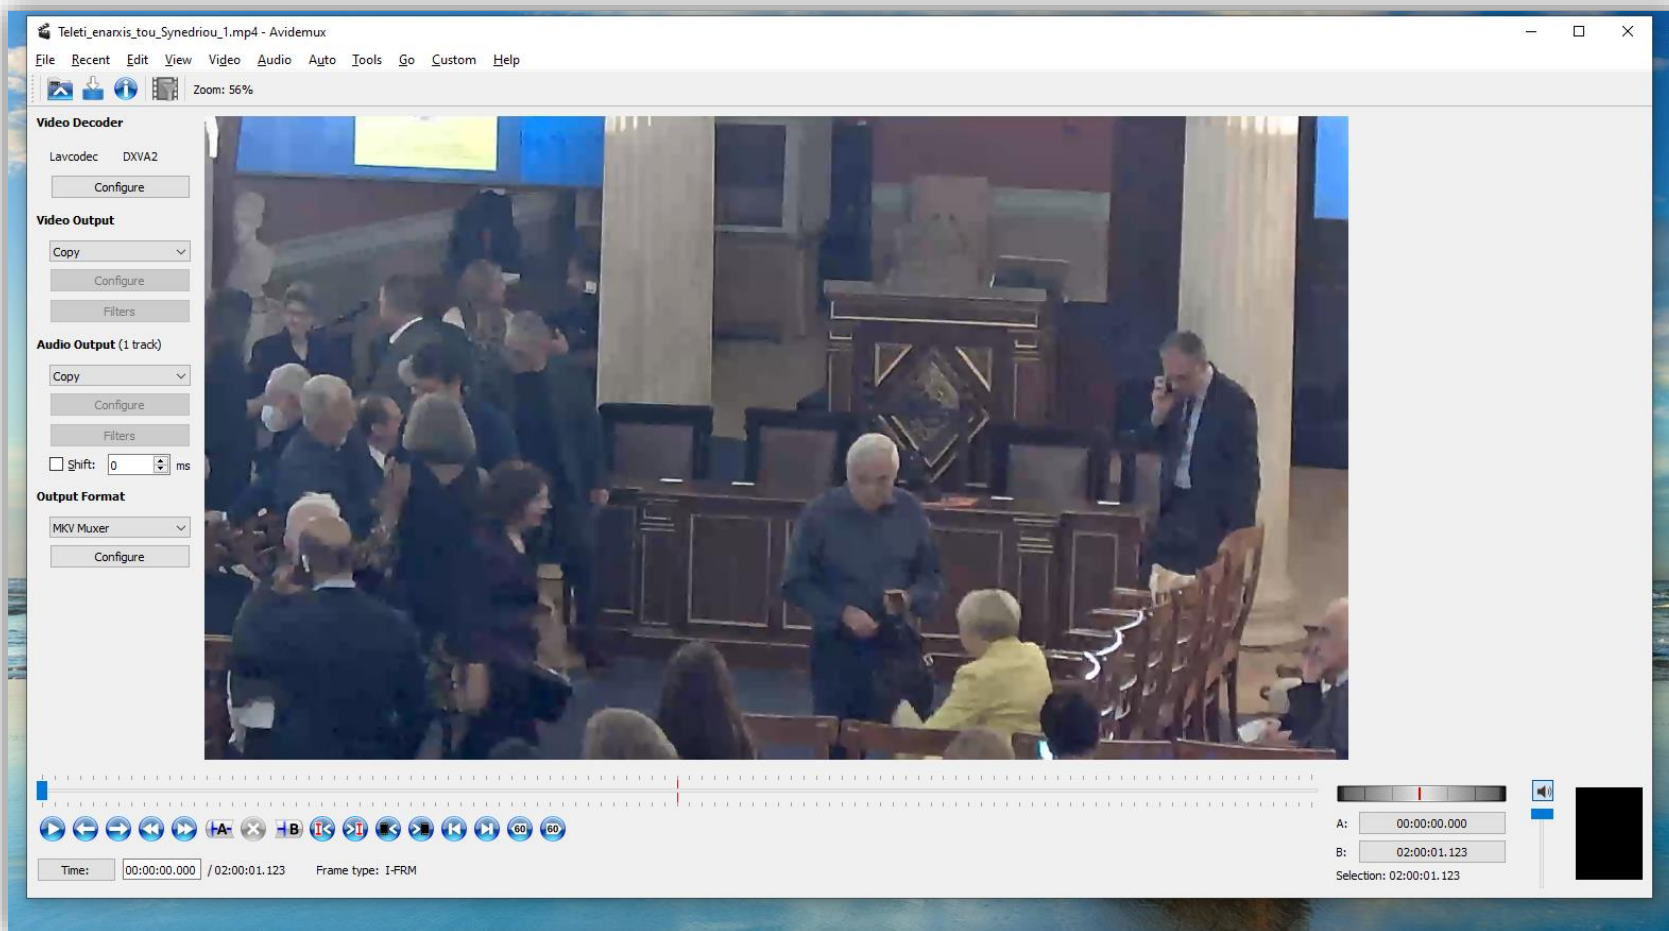 Teleti_enarxis_tou_Synedriou_1.mp4 - Avidemux
File Recent Edit View Video Audio Auto Tools Go Custom Help
Zoom: 56%
Video Decoder
Lavcodec DXVA2
Configure
Video Output
Copy
Configure
Filters
Audio Output (1 track)
Copy
Configure
Filters
Shift: 0 ms
Output Format
MKV Muxer
Configure
A B 60 60
A: 00:00:00.000
B: 02:00:01.123
Time: 00:00:00.000 / 02:00:01.123 Frame type: I-FRM
Selection: 02:00:01.123